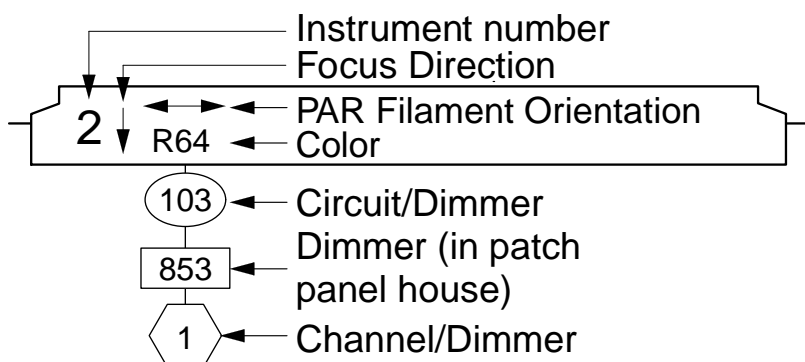 Instrument number
Focus Direction
2
PAR Filament Orientation
R64
Color
103
Circuit/Dimmer
853
Dimmer (in patch
panel house)
1
Channel/Dimmer